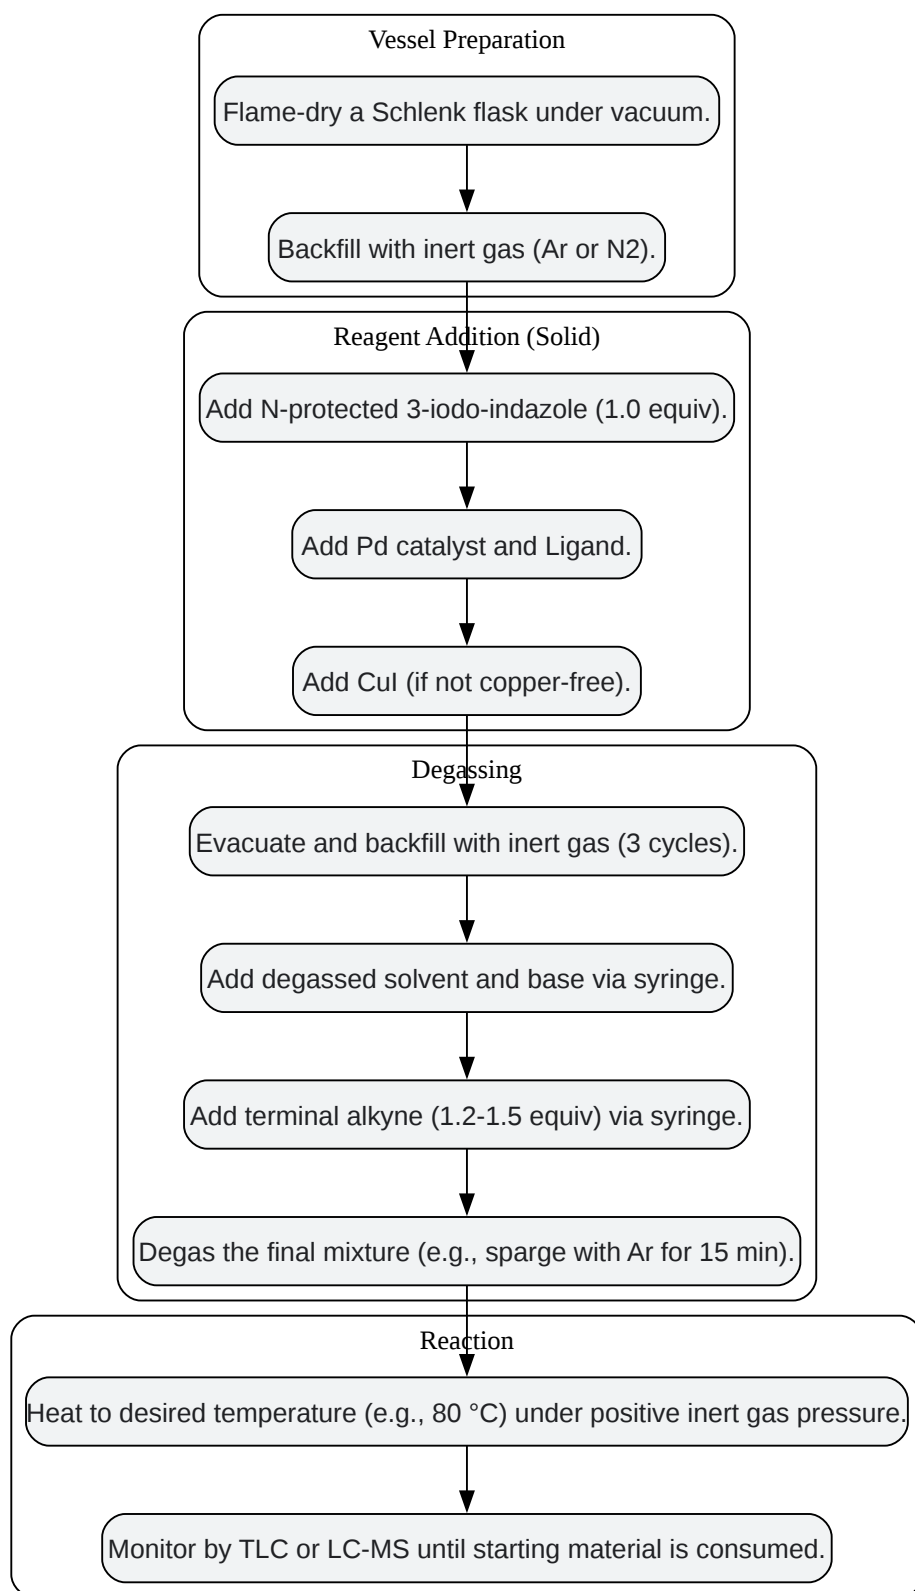 Vessel Preparation
Flame-dry a Schlenk flask under vacuum.
Backfill with inert gas (Ar or N2).
Reagent Addition (Solid)
Add N-protected 3-iodo-indazole (1.0 equiv).
Add Pd catalyst and Ligand.
Add CuI (if not copper-free).
Degassing
Evacuate and backfill with inert gas (3 cycles).
Add degassed solvent and base via syringe.
Add terminal alkyne (1.2-1.5 equiv) via syringe.
Degas the final mixture (e.g., sparge with Ar for 15 min).
Reaction
Heat to desired temperature (e.g., 80 °C) under positive inert gas pressure.
Monitor by TLC or LC-MS until starting material is consumed.